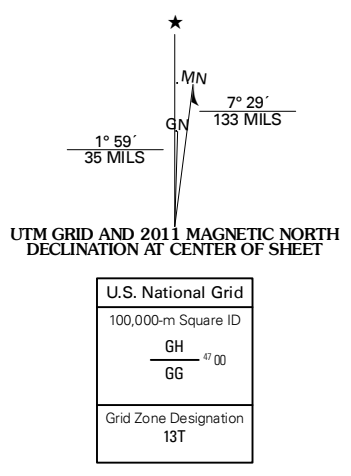 ★
MN
7° 29´
133 MILS
GN
1° 59´
35 MILS
UTM GRID AND 2011 MAGNETIC NORTH
DECLINATION AT CENTER OF SHEET
U.S. National Grid
100,000-m Square ID
GH
47 00
GG
Grid Zone Designation
13T